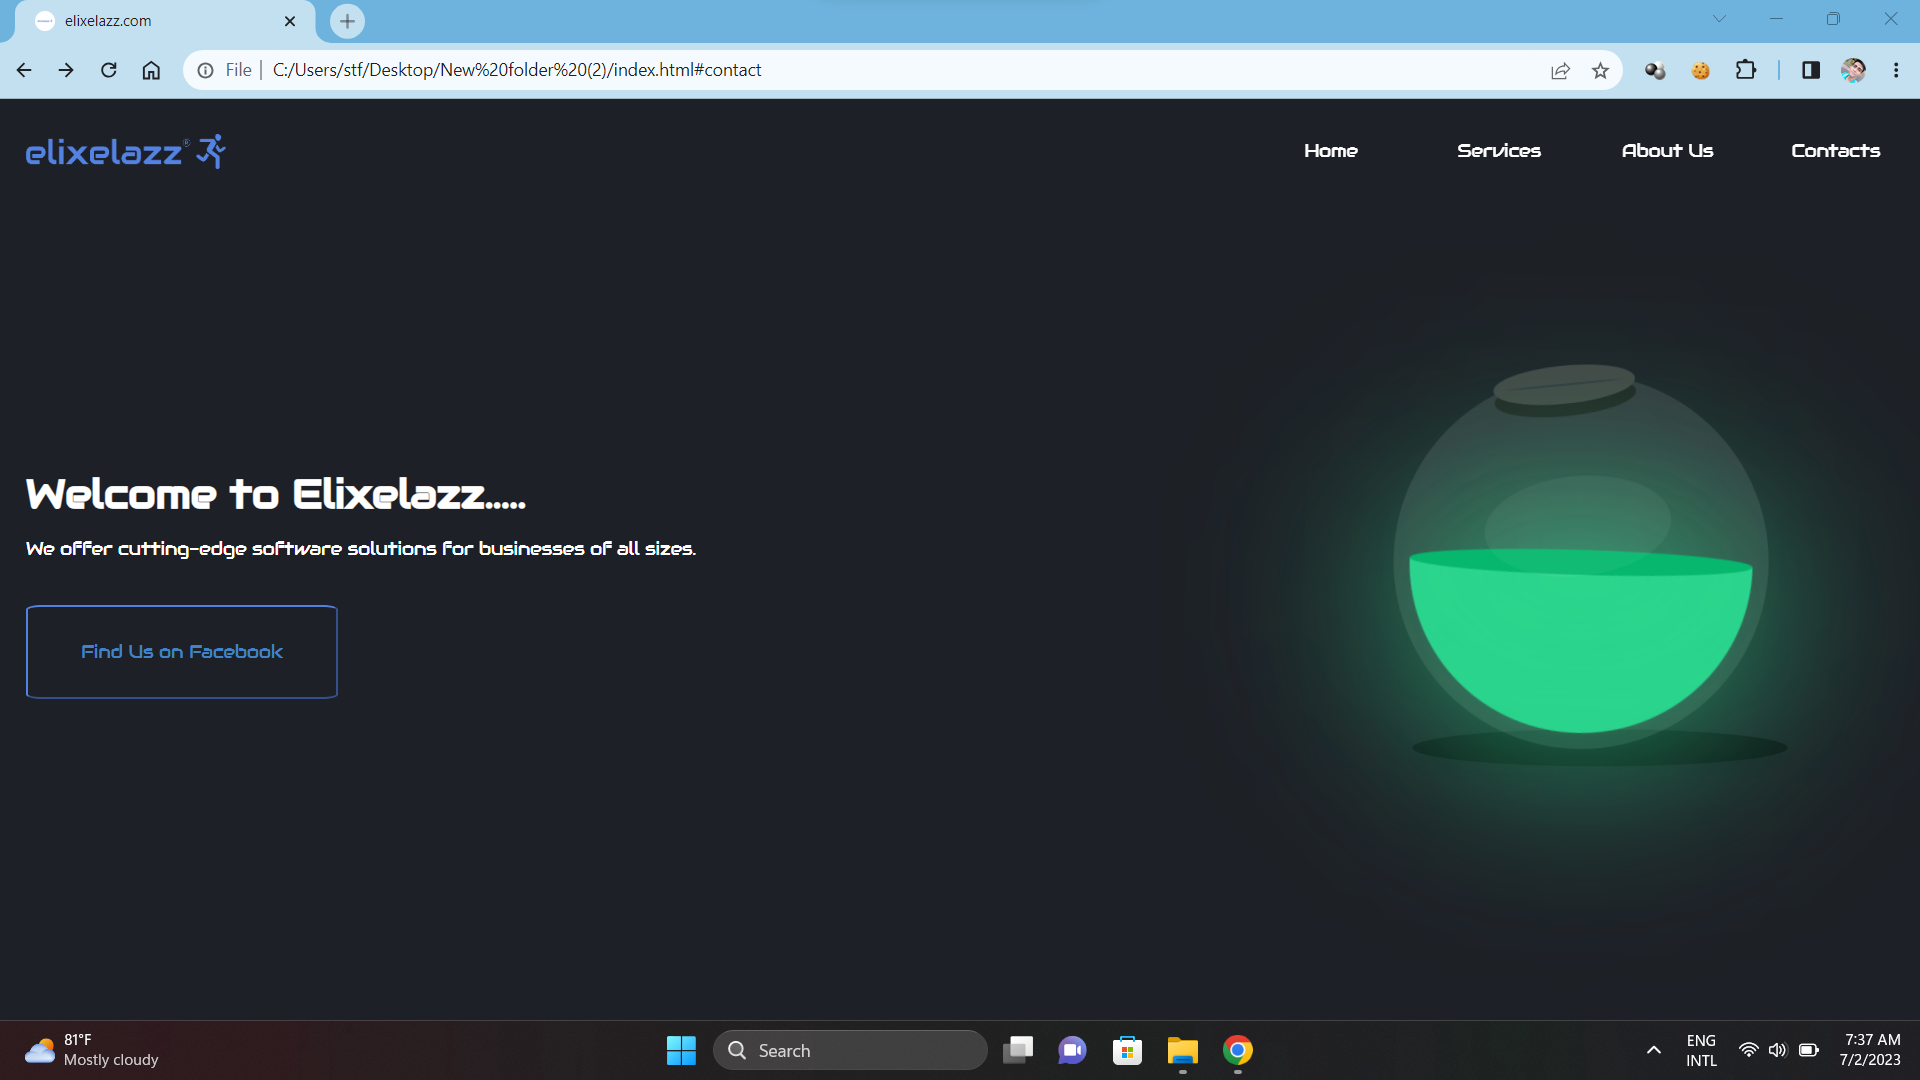 elixelazz.com
File
C:/Users/stf/Desktop/New%20folder%20(2)/index.html#contact
elixelazz®
Home
Services
About Us
Contacts
Welcome to Elixelazz.....
We offer cutting-edge software solutions for businesses of all sizes.
Find Us on Facebook
81°F
Mostly cloudy
Search
ENG
INTL
7:37 AM
7/2/2023